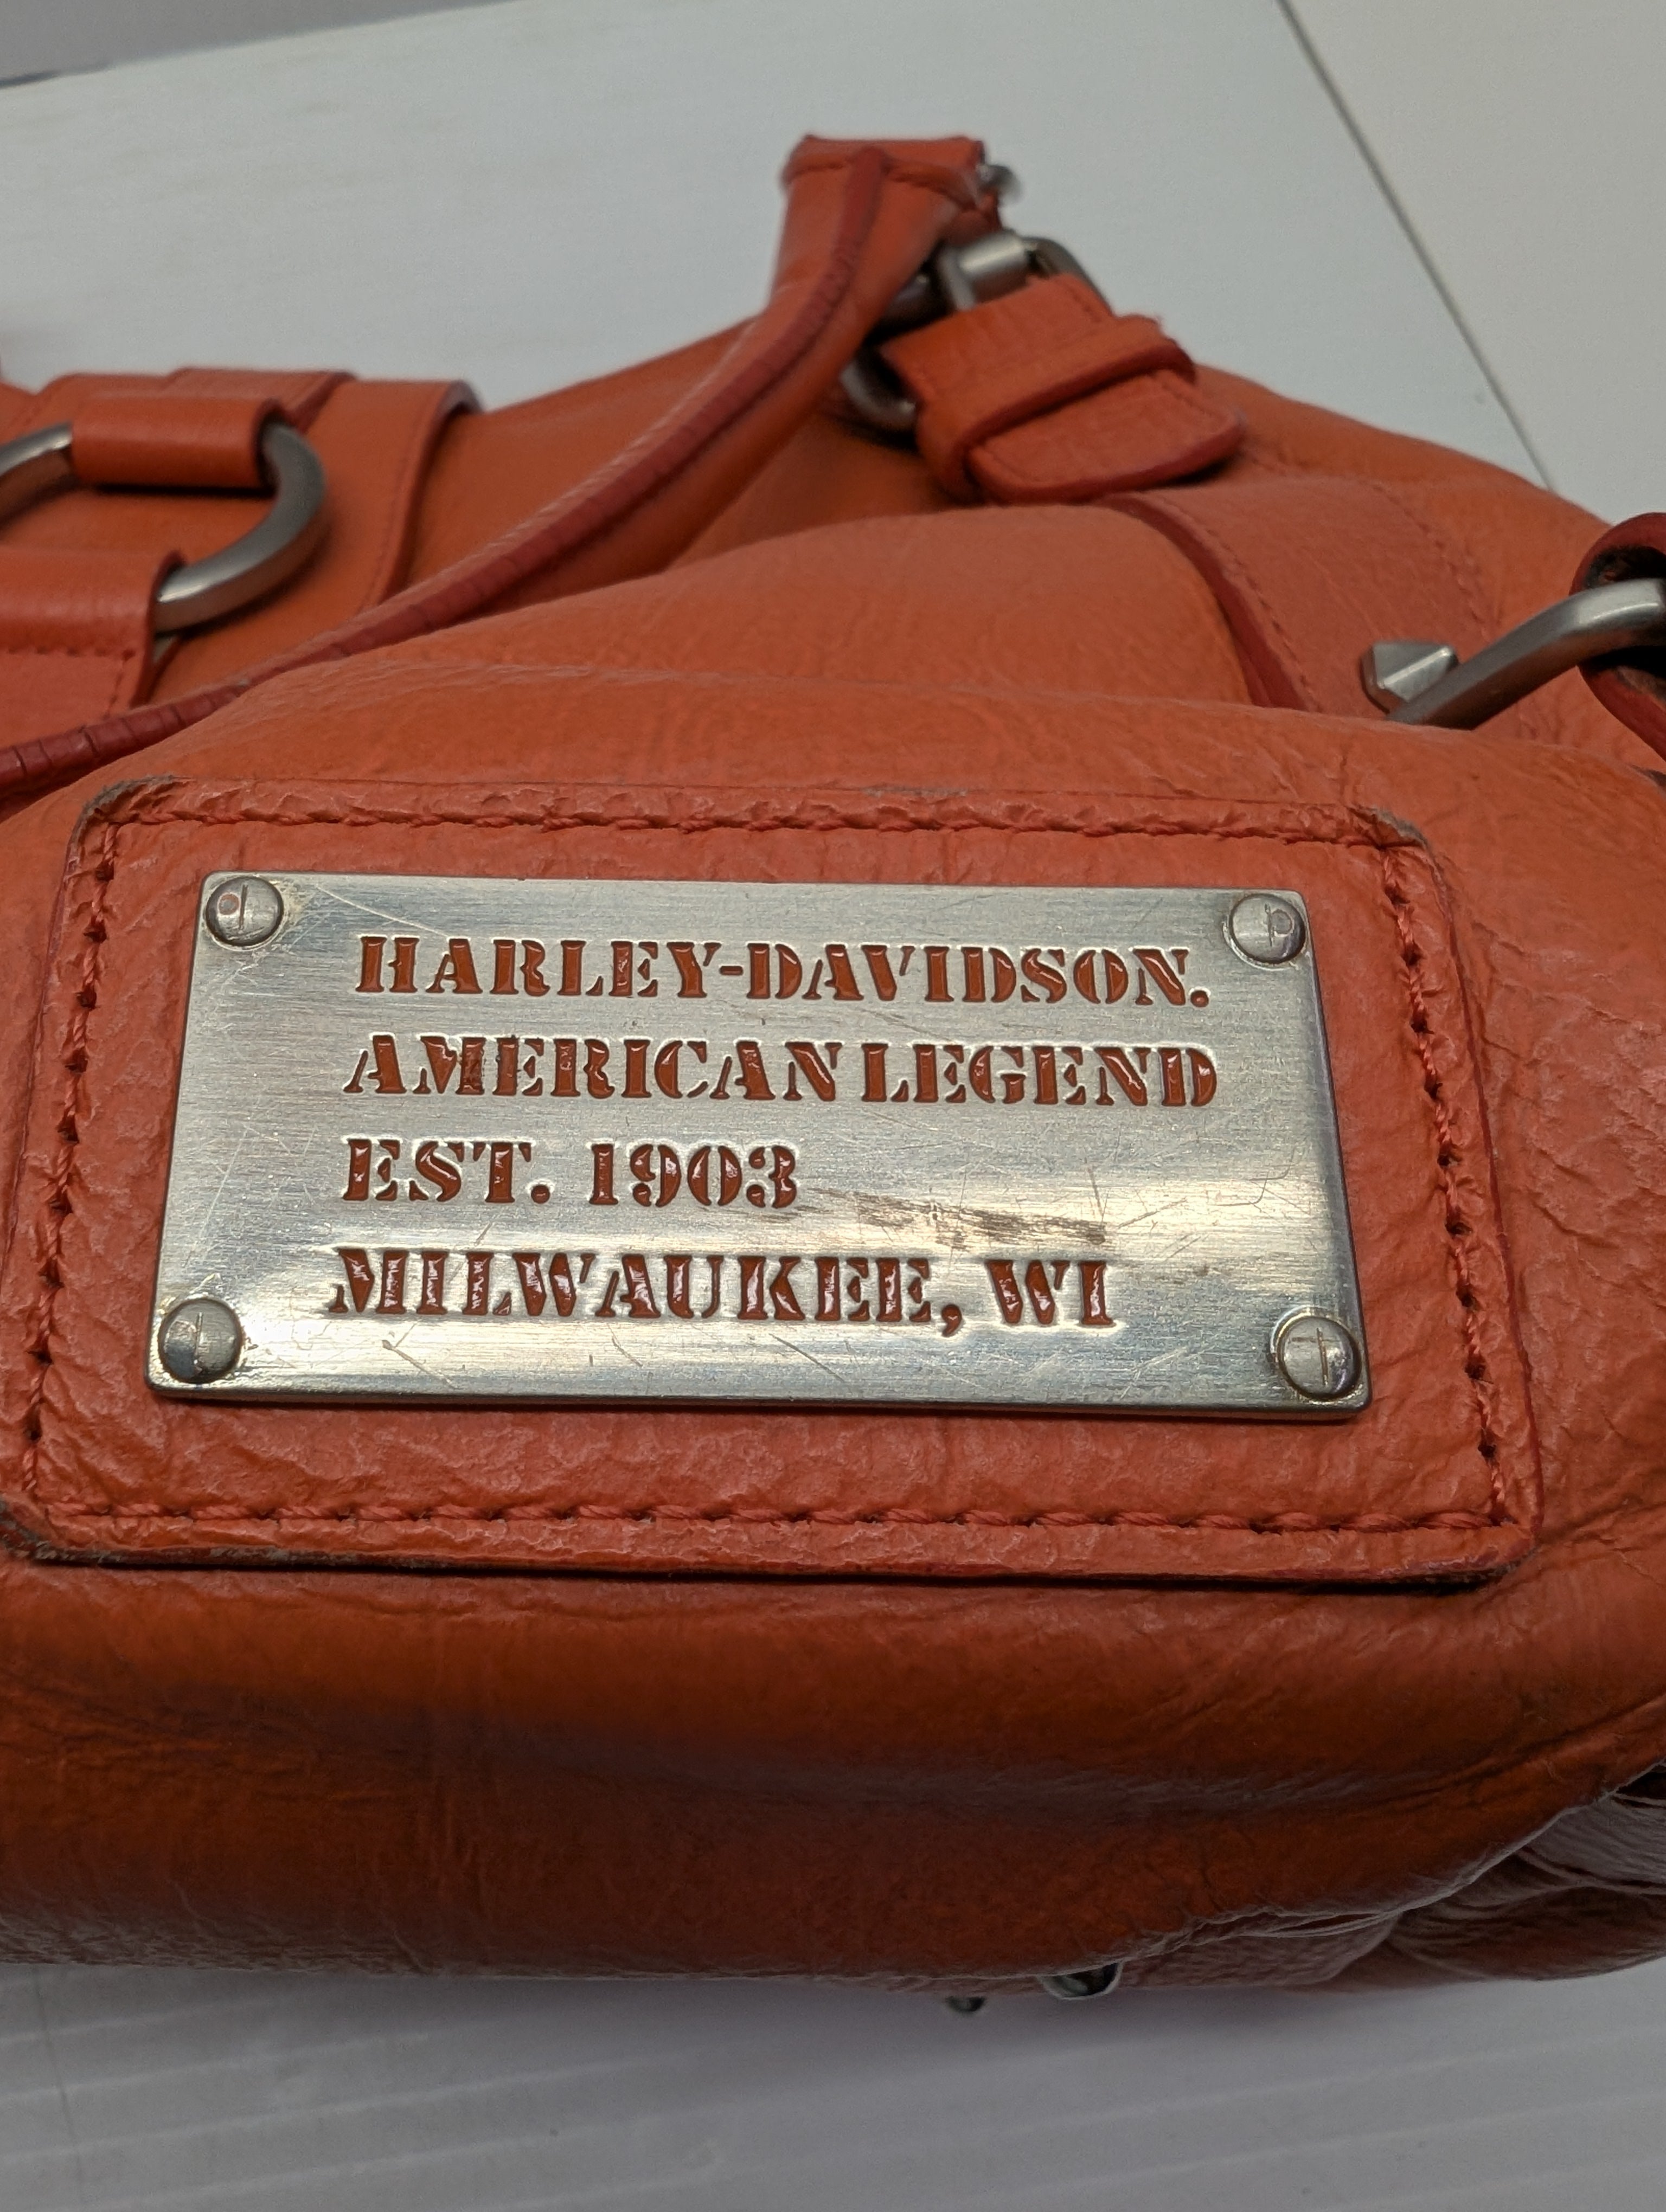 HARLEY-DAVIDSON.
AMERICAN LEGEND
EST. 1903
MILWAUKEE, WI